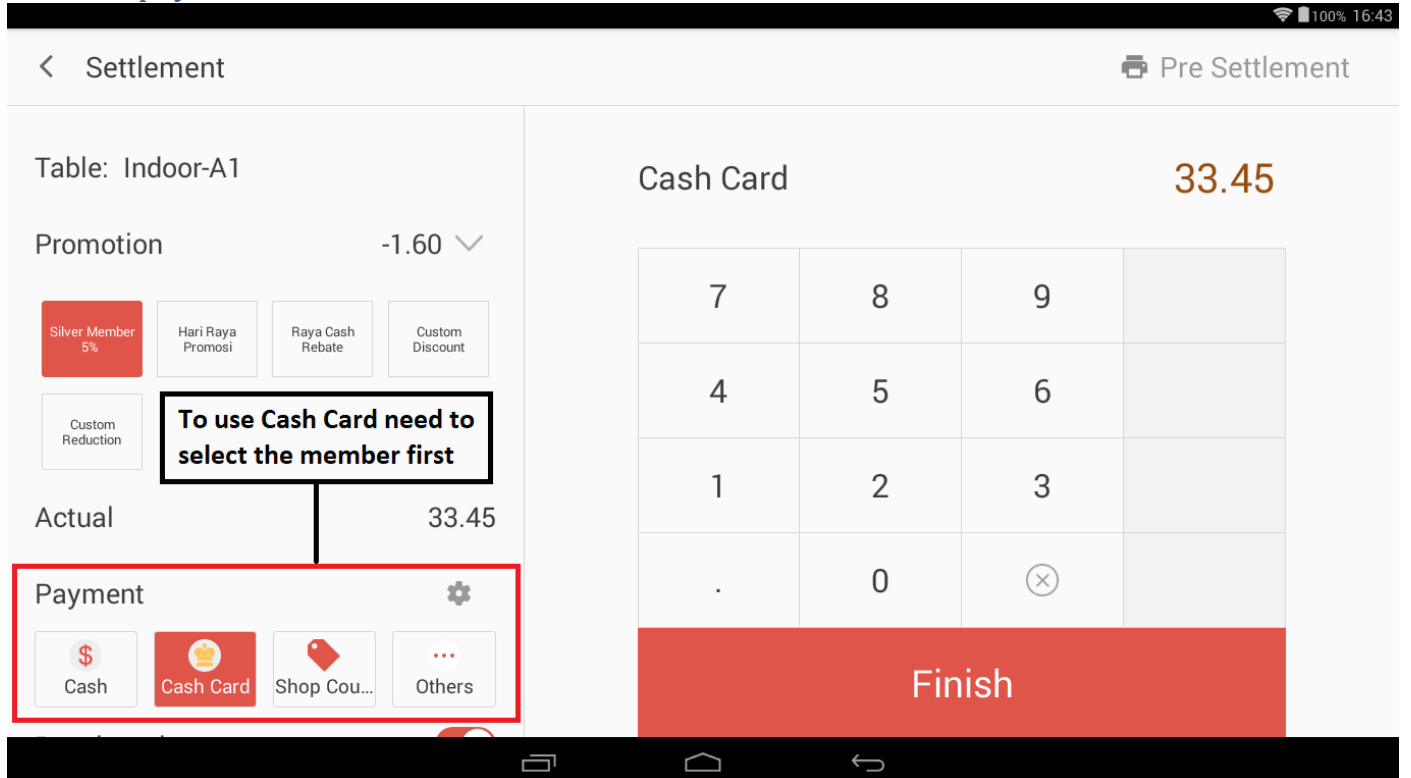 100% 16:43
Settlement
Pre Settlement
Table: Indoor-A1
Promotion -1.60
Silver Member
5%
Hari Raya
Promosi
Raya Cash
Rebate
Custom
Discount
Custom
Reduction
To use Cash Card need to
select the member first
Actual 33.45
Payment
$
Cash
Cash Card
Shop Cou...
Others
Cash Card 33.45
7 8 9
4 5 6
1 2 3
. 0
Finish